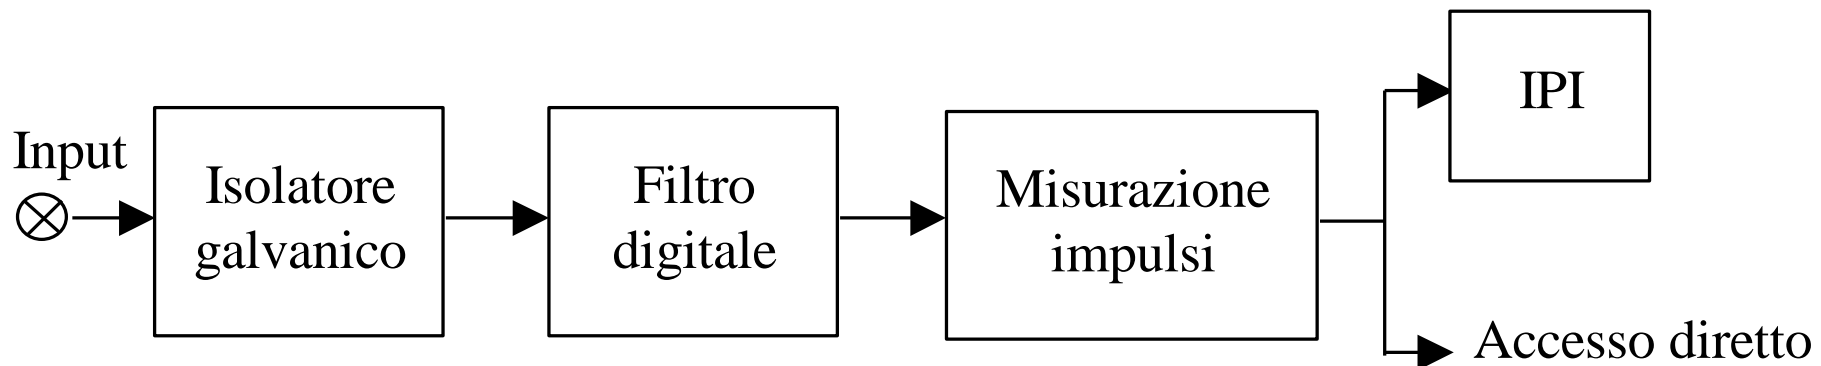 Input
Isolatore
galvanico
Filtro
digitale
Misurazione
impulsi
IPI
Accesso diretto